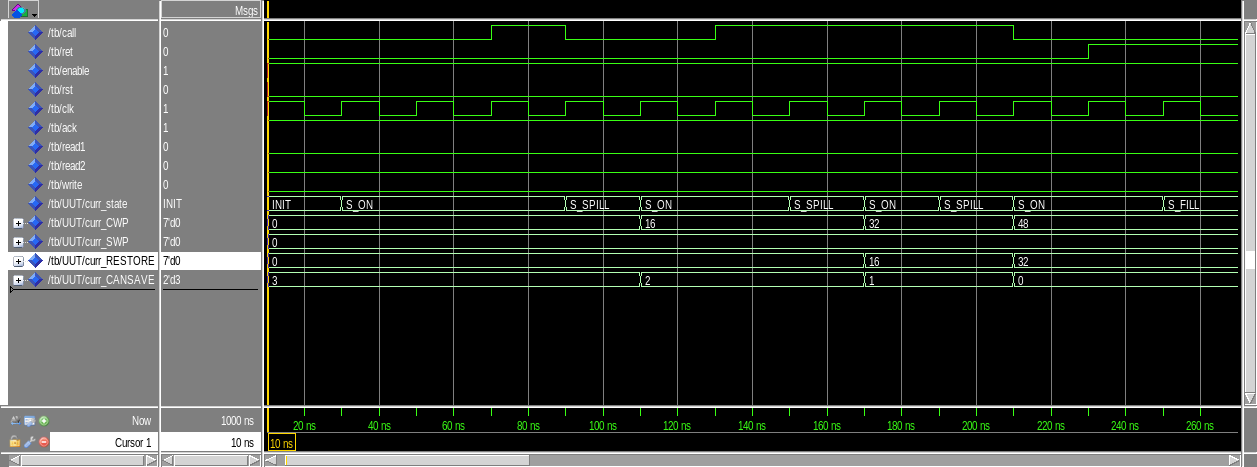 Msgs
/tb/call 0
/tb/ret 0
/tb/enable 1
/tb/rst 0
/tb/clk 1
/tb/ack 1
/tb/read1 0
/tb/read2 0
/tb/write 0
/tb/UUT/curr_state INIT INIT S_ON S_SPILL S_ON S_SPILL S_ON S_SPILL S_ON S_FILL
/tb/UUT/curr_CWP 7'd0 0 16 32 48
/tb/UUT/curr_SWP 7'd0 0
/tb/UUT/curr_RESTORE 7'd0 0 16 32
/tb/UUT/curr_CANSAVE 2'd3 3 2 1 0
Now 1000 ns 20 ns 40 ns 60 ns 80 ns 100 ns 120 ns 140 ns 160 ns 180 ns 200 ns 220 ns 240 ns 260 ns
Cursor 1 10 ns 10 ns